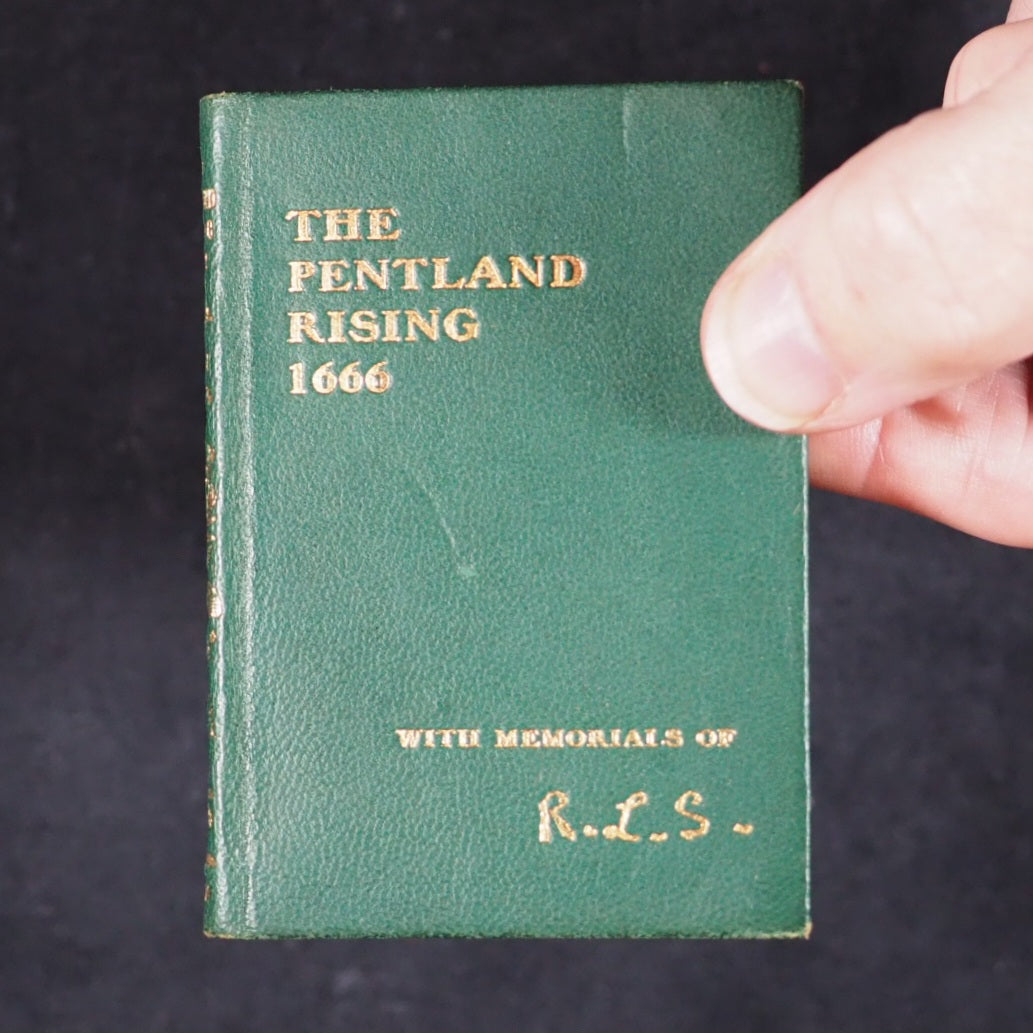 THE
PENTLAND
RISING
1666
WITH MEMORIALS OF
R.L.S.